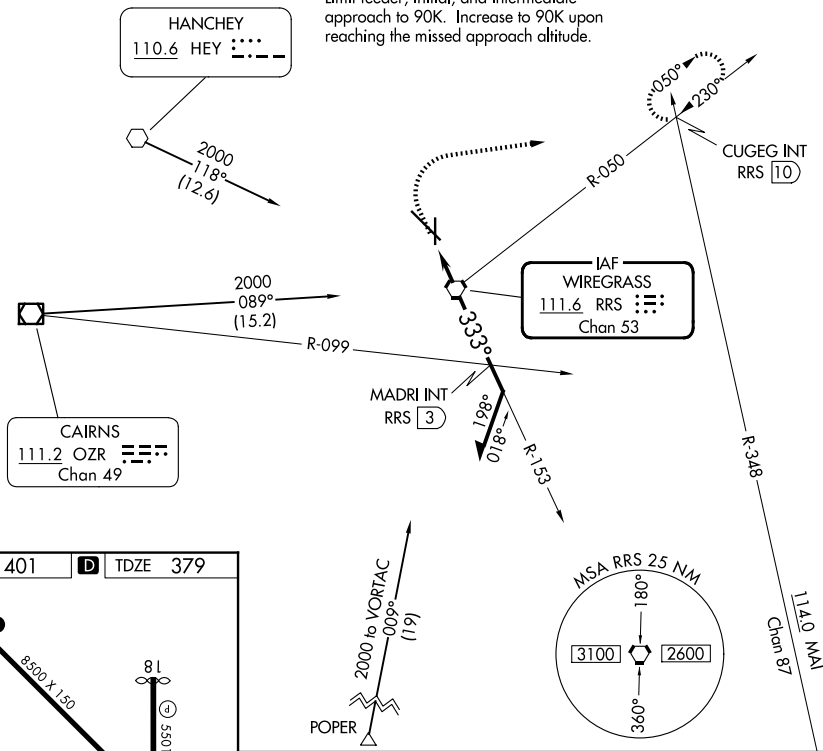 Limit feeder, initial, and intermediate
approach to 90K. Increase to 90K upon
reaching the missed approach altitude.
HANCHEY
110.6 HEY
2000
118°
(12.6)
050°
230°
CUGEG INT
RRS 10
R-050
IAF
WIREGRASS
111.6 RRS
Chan 53
2000
089°
(15.2)
R-099
333°
MADRI INT
RRS 3
198°
018°
R-153
CAIRNS
111.2 OZR
Chan 49
R-348
114.0 MAI
Chan 87
MSA RRS 25 NM
180°
3100
2600
360°
2000 to VORTAC
009°
(19)
POPER
401
D
TDZE 379
8500 X 150
18
P
5501